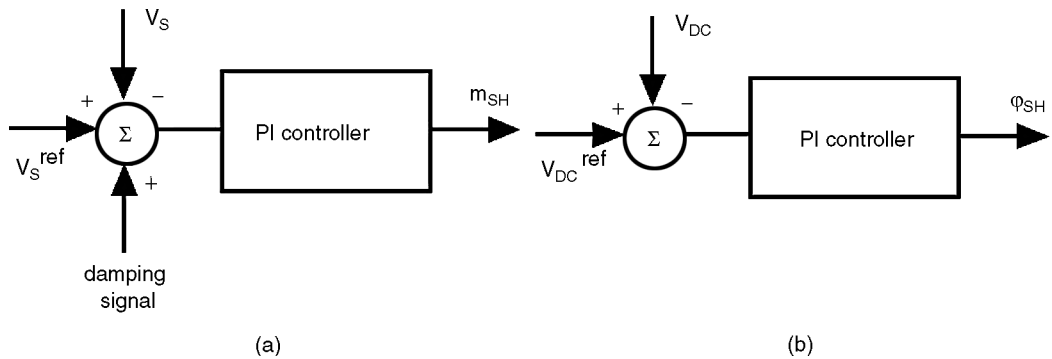 V_S
+
−
Σ
V_S^ref
+
damping
signal
PI controller
m_SH
(a)
V_DC
+
−
Σ
V_DC^ref
PI controller
φ_SH
(b)